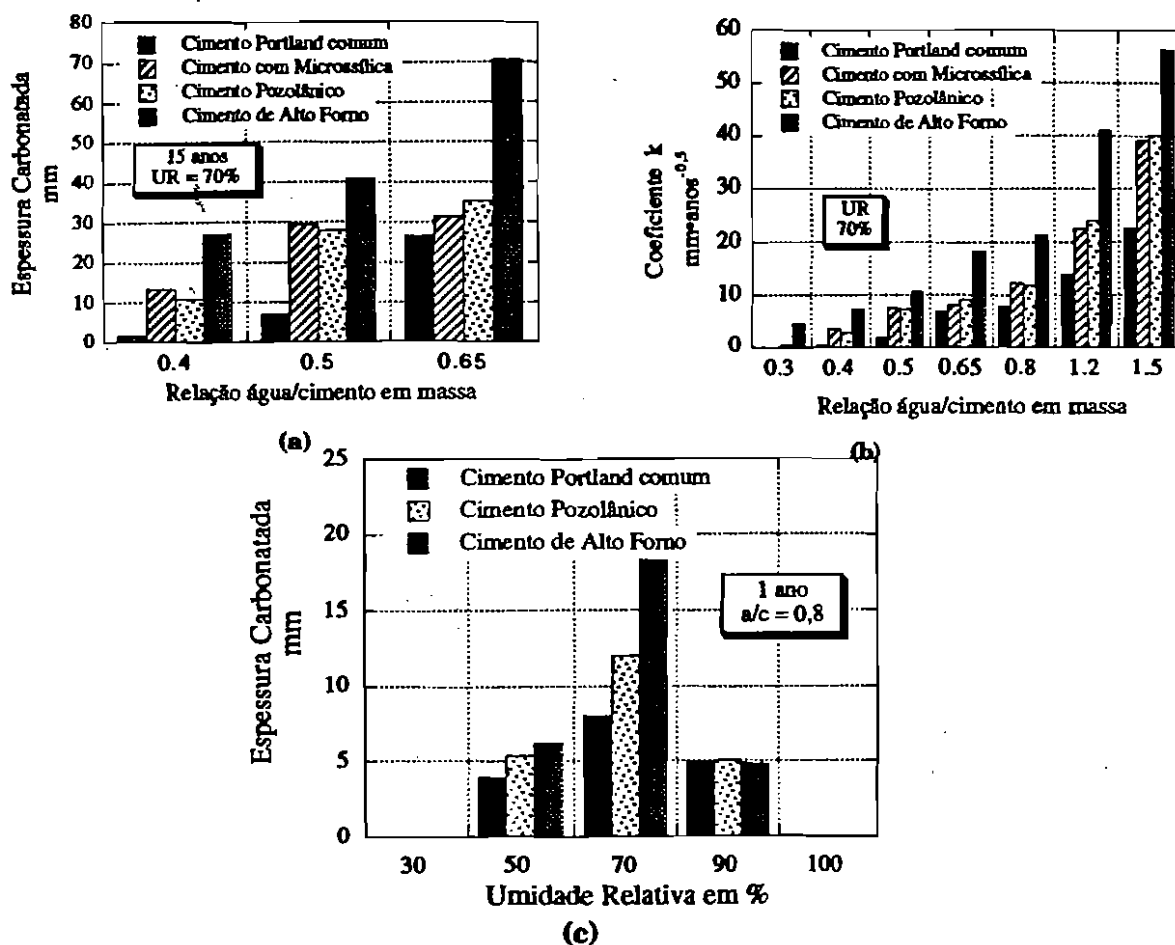 Espessura Carbonatada
mm
80
70
60
50
40
30
20
10
0
Cimento Portland comum
Cimento com Microssílica
Cimento Pozolânico
Cimento de Alto Forno
15 anos
UR = 70%
0.4 0.5 0.65
Relação água/cimento em massa
(a)
Coeficiente k
mm*anos-0,5
60
50
40
30
20
10
0
Cimento Portland comum
Cimento com Microssílica
Cimento Pozolânico
Cimento de Alto Forno
UR
70%
0.3 0.4 0.5 0.65 0.8 1.2 1.5
Relação água/cimento em massa
(b)
Espessura Carbonatada
mm
25
20
15
10
5
0
Cimento Portland comum
Cimento Pozolânico
Cimento de Alto Forno
1 ano
a/c = 0,8
30 50 70 90 100
Umidade Relativa em %
(c)